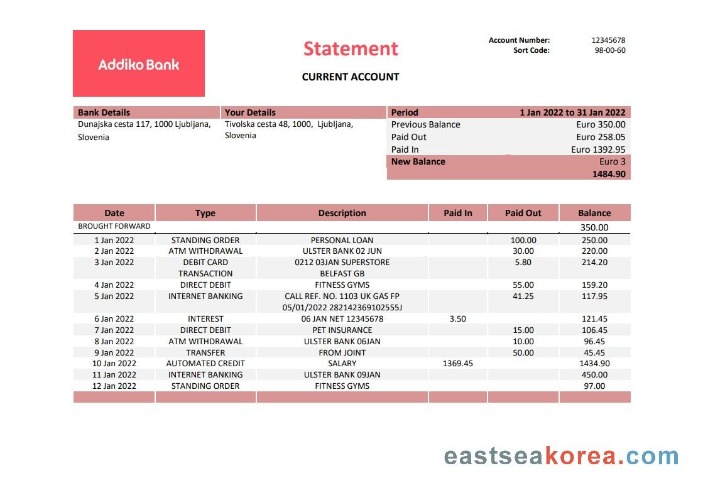 Addiko Bank
Statement
CURRENT ACCOUNT
Account Number: 12345678
Sort Code: 98-00-60
Bank Details Your Details Period 1 Jan 2022 to 31 Jan 2022
Dunajska cesta 117, 1000 Ljubljana, Tivolska cesta 48, 1000, Ljubljana, Previous Balance Euro 350.00
Slovenia Slovenia Paid Out Euro 258.05
Paid In Euro 1392.95
New Balance Euro 3
1484.90
Date Type Description Paid In Paid Out Balance
BROUGHT FORWARD 350.00
1 Jan 2022 STANDING ORDER PERSONAL LOAN 100.00 250.00
2 Jan 2022 ATM WITHDRAWAL ULSTER BANK 02 JUN 30.00 220.00
3 Jan 2022 DEBIT CARD 0212 03JAN SUPERSTORE 5.80 214.20
TRANSACTION BELFAST GB
4 Jan 2022 DIRECT DEBIT FITNESS GYMS 55.00 159.20
5 Jan 2022 INTERNET BANKING CALL REF. NO. 1103 UK GAS FP 41.25 117.95
05/01/2022 282142369102555J
6 Jan 2022 INTEREST 06 JAN NET 12345678 3.50 121.45
7 Jan 2022 DIRECT DEBIT PET INSURANCE 15.00 106.45
8 Jan 2022 ATM WITHDRAWAL ULSTER BANK 06JAN 10.00 96.45
9 Jan 2022 TRANSFER FROM JOINT 50.00 45.45
10 Jan 2022 AUTOMATED CREDIT SALARY 1369.45 1434.90
11 Jan 2022 INTERNET BANKING ULSTER BANK 09JAN 450.00
12 Jan 2022 STANDING ORDER FITNESS GYMS 97.00
eastseakorea.com